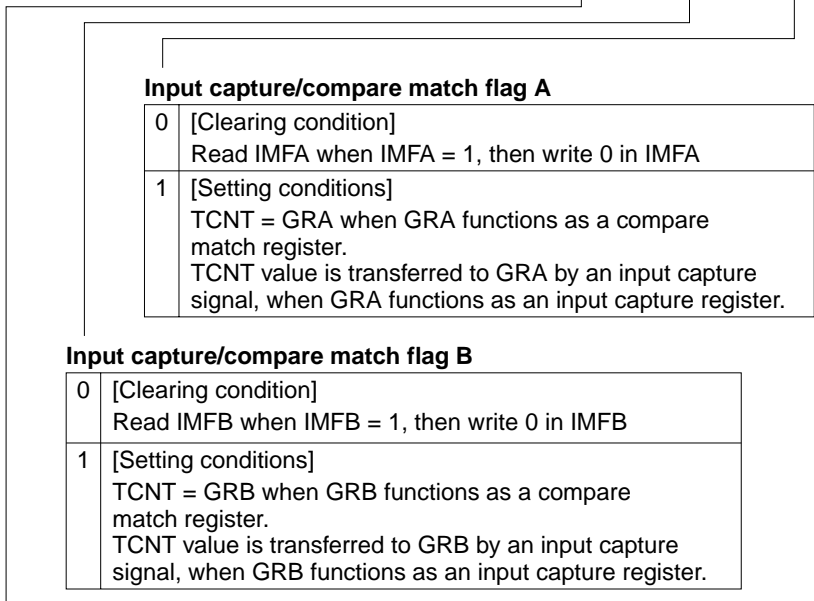 Input capture/compare match flag A
0 [Clearing condition]
Read IMFA when IMFA = 1, then write 0 in IMFA
1 [Setting conditions]
TCNT = GRA when GRA functions as a compare
match register.
TCNT value is transferred to GRA by an input capture
signal, when GRA functions as an input capture register.
Input capture/compare match flag B
0 [Clearing condition]
Read IMFB when IMFB = 1, then write 0 in IMFB
1 [Setting conditions]
TCNT = GRB when GRB functions as a compare
match register.
TCNT value is transferred to GRB by an input capture
signal, when GRB functions as an input capture register.